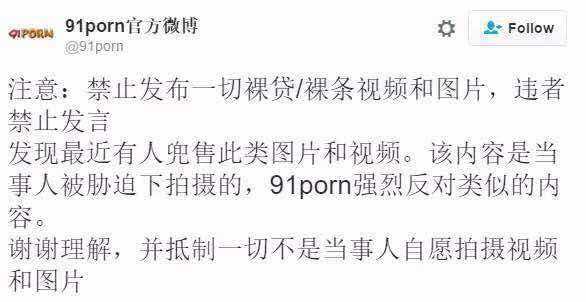 91PORN
91porn官方微博
@91porn
Follow
注意：禁止发布一切裸贷/裸条视频和图片，违者
禁止发言
发现最近有人兜售此类图片和视频。该内容是当
事人被胁迫下拍摄的，91porn强烈反对类似的内
容。
谢谢理解，并抵制一切不是当事人自愿拍摄视频
和图片